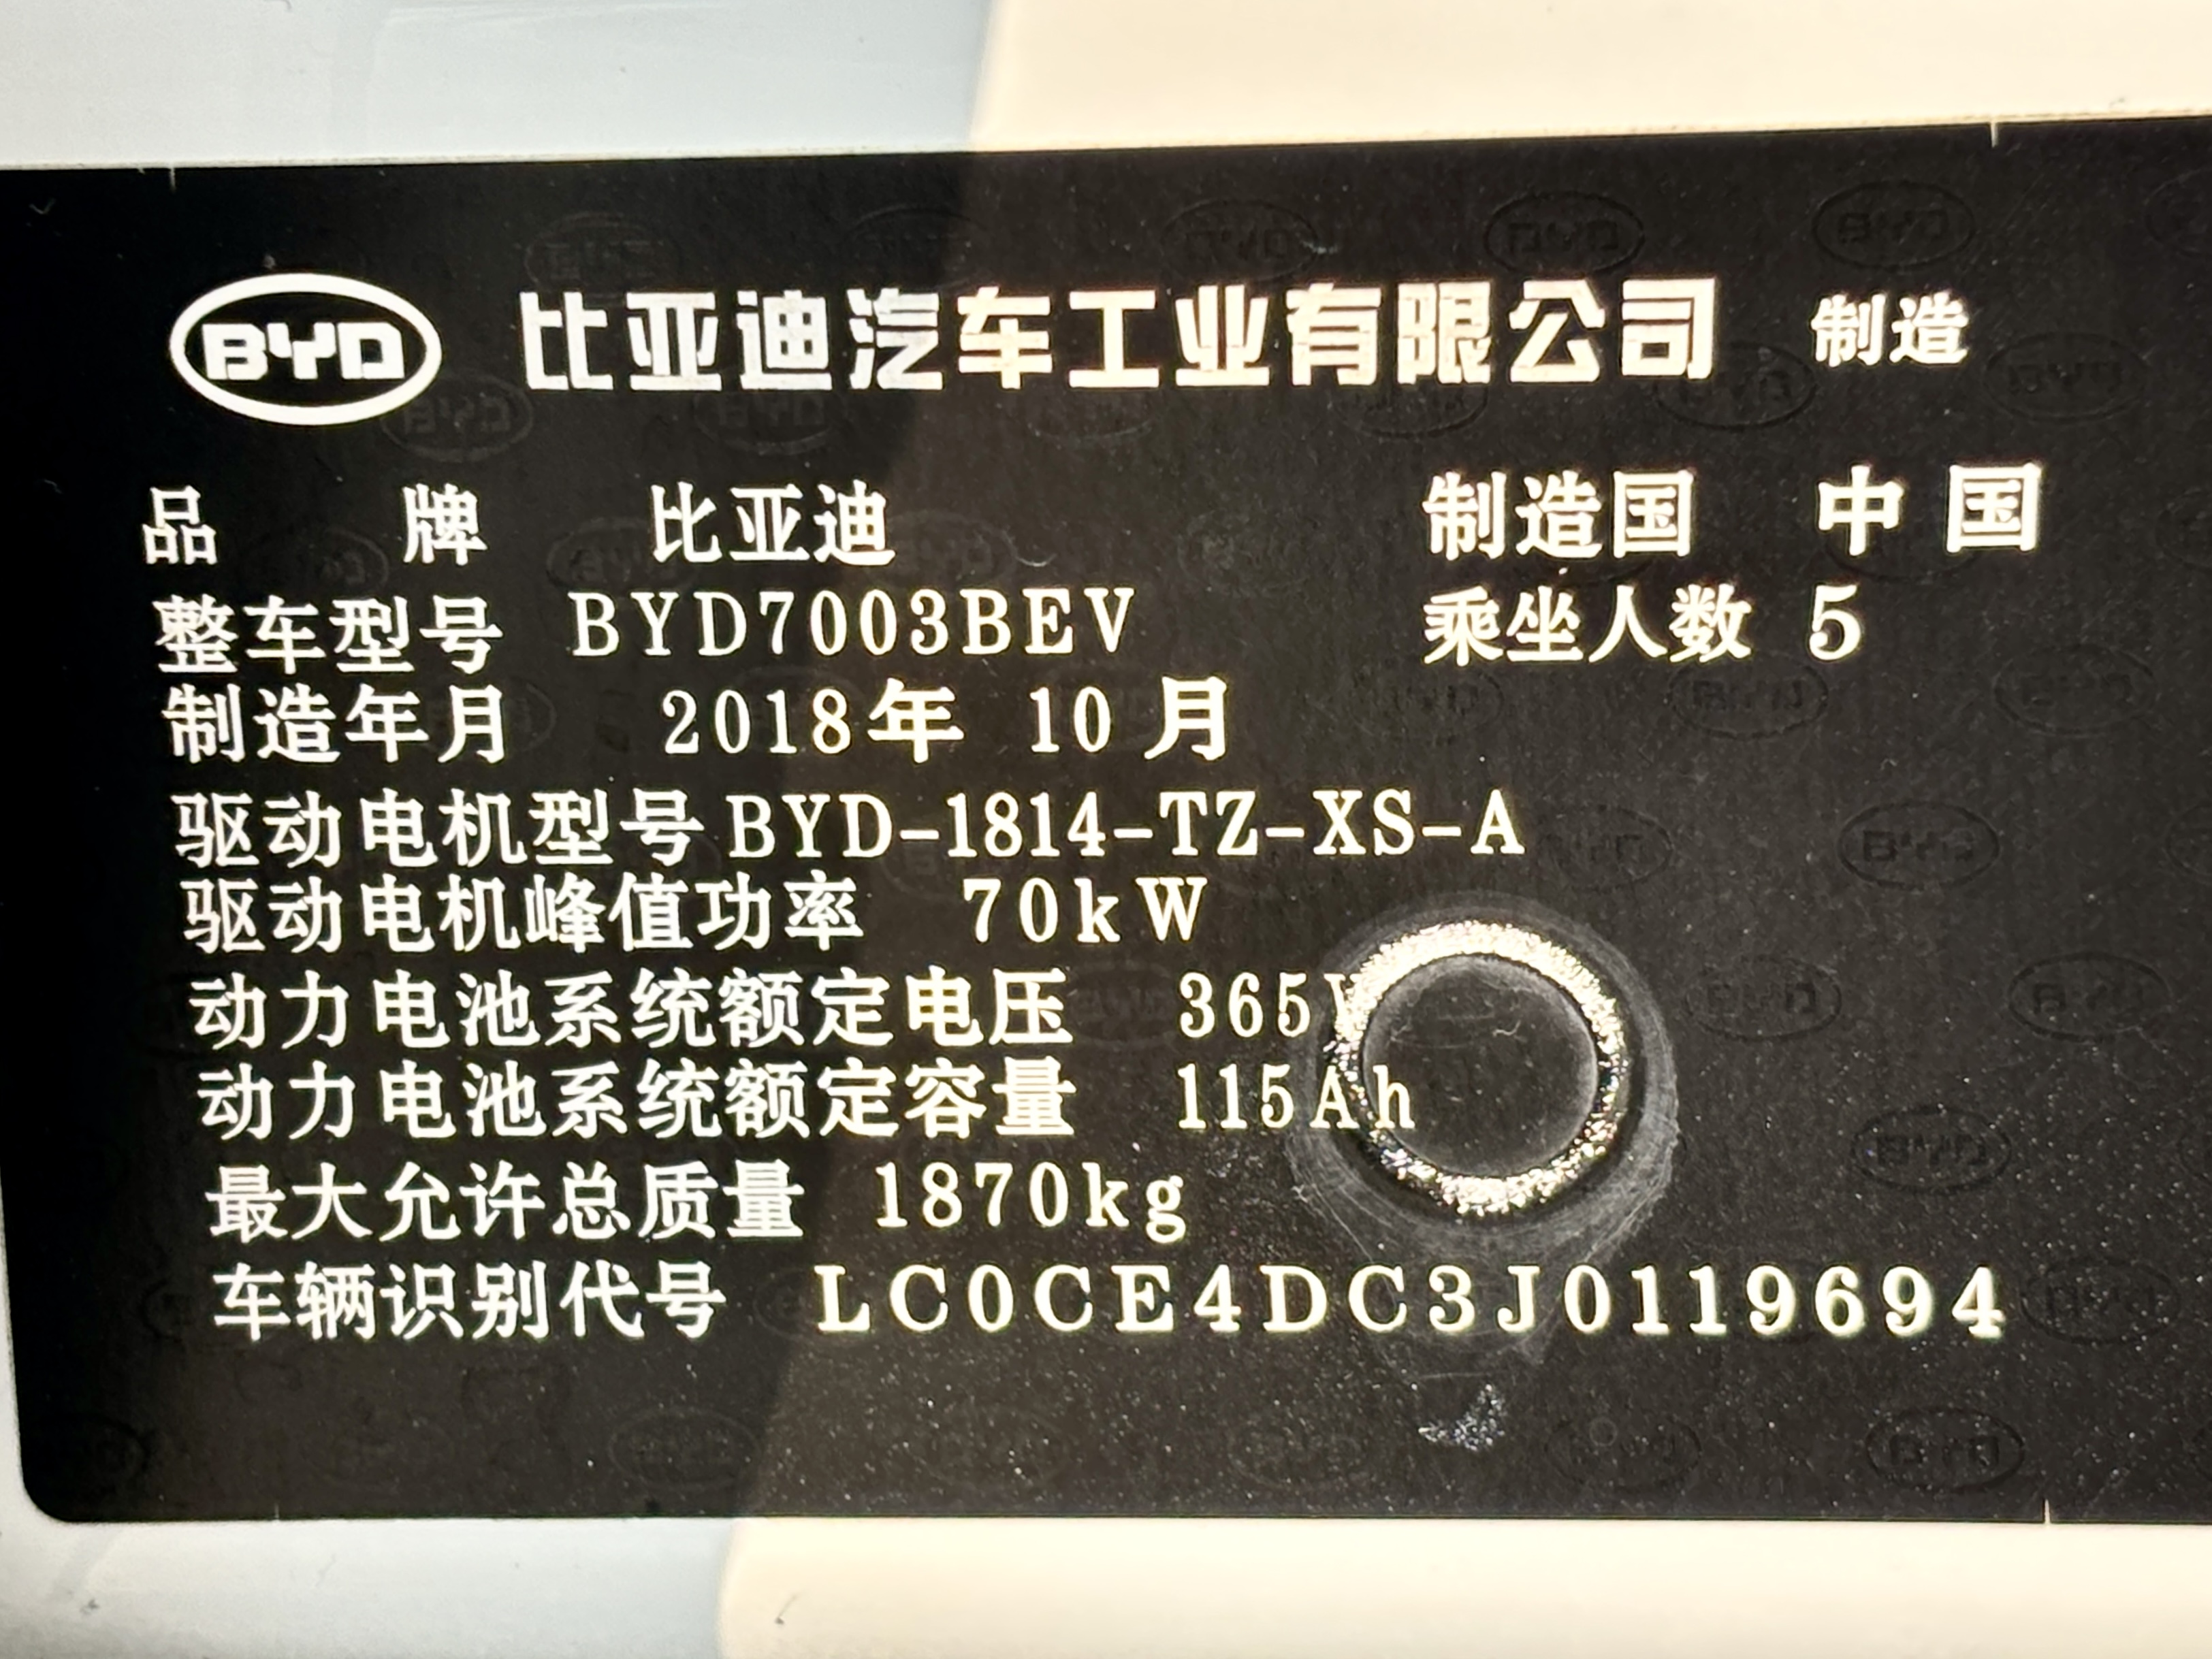 BYD 比亚迪汽车工业有限公司 制造
品 牌 比亚迪 制造国 中国
整车型号 BYD7003BEV 乘坐人数 5
制造年月 2018年 10月
驱动电机型号 BYD-1814-TZ-XS-A
驱动电机峰值功率 70kW
动力电池系统额定电压 365V
动力电池系统额定容量 115Ah
最大允许总质量 1870kg
车辆识别代号 LC0CE4DC3J0119694